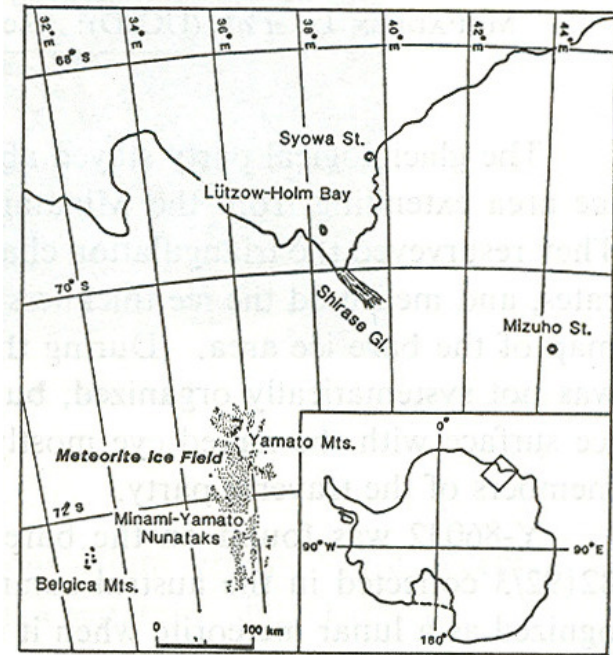 32°E
34°E
36°E
38°E
40°E
42°E
44°E
68°S
Syowa St.
Lützow-Holm Bay
70°S
Shirase Gl.
Mizuho St.
Yamato Mts.
Meteorite Ice Field
72°S
Minami-Yamato
Nunataks
Belgica Mts.
0
100 km
0°
90°W
90°E
180°